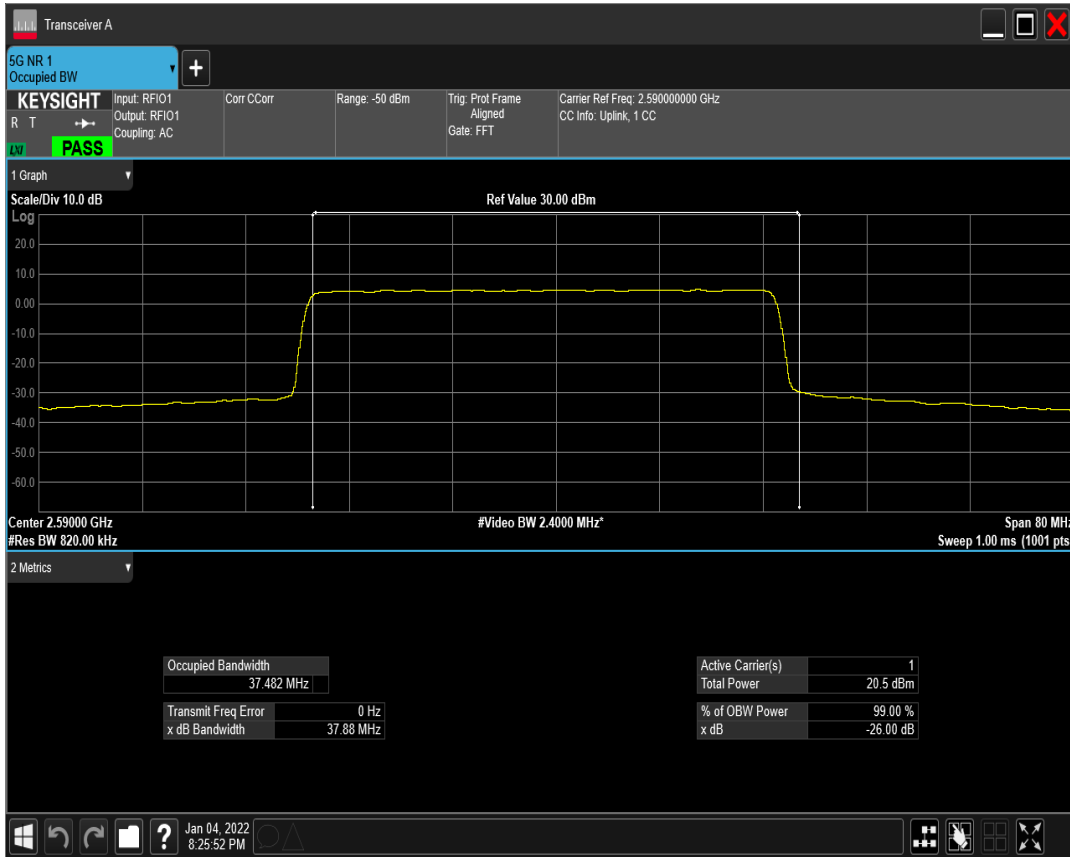 Transceiver A
5G NR 1
Occupied BW
+
KEYSIGHT
R T
LXI
PASS
Input: RFIO1
Output: RFIO1
Coupling: AC
Corr CCorr
Range: -50 dBm
Trig: Prot Frame
Aligned
Gate: FFT
Carrier Ref Freq: 2.590000000 GHz
CC Info: Uplink, 1 CC
1 Graph
Scale/Div 10.0 dB
Ref Value 30.00 dBm
Log
20.0
10.0
0.00
-10.0
-20.0
-30.0
-40.0
-50.0
-60.0
Center 2.59000 GHz
#Video BW 2.4000 MHz*
Span 80 MHz
#Res BW 820.00 kHz
Sweep 1.00 ms (1001 pts
2 Metrics
Occupied Bandwidth
37.482 MHz
Transmit Freq Error 0 Hz
x dB Bandwidth 37.88 MHz
Active Carrier(s) 1
Total Power 20.5 dBm
% of OBW Power 99.00 %
x dB -26.00 dB
?
Jan 04, 2022
8:25:52 PM